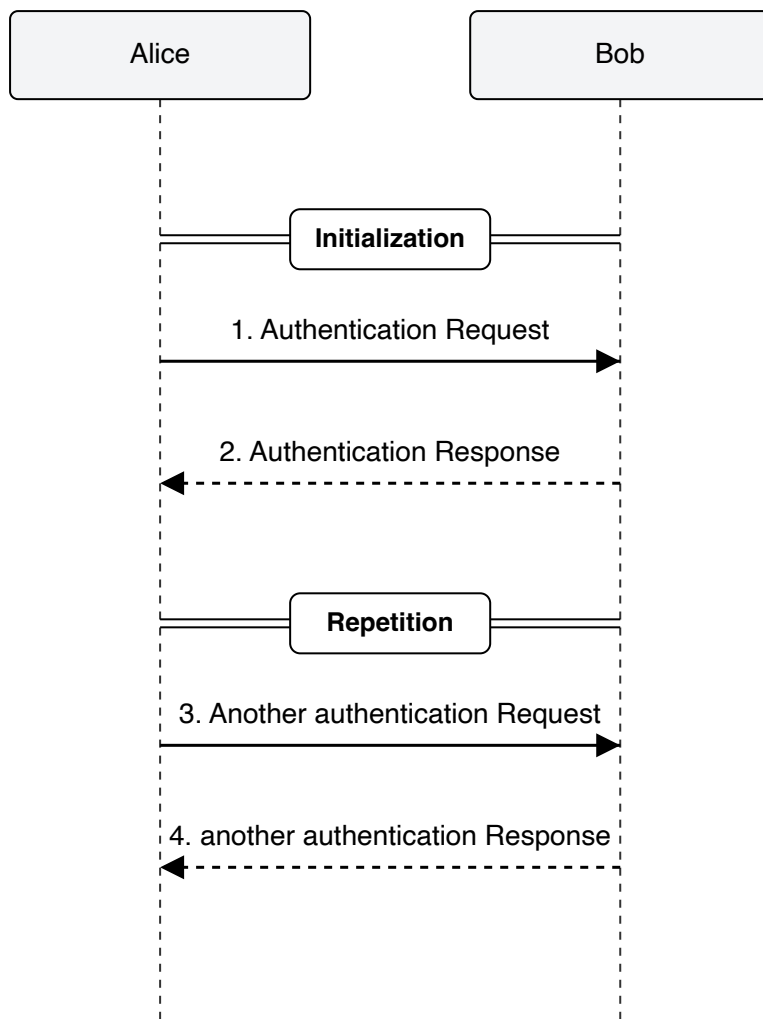 Alice
Bob
Initialization
1. Authentication Request
2. Authentication Response
Repetition
3. Another authentication Request
4. another authentication Response